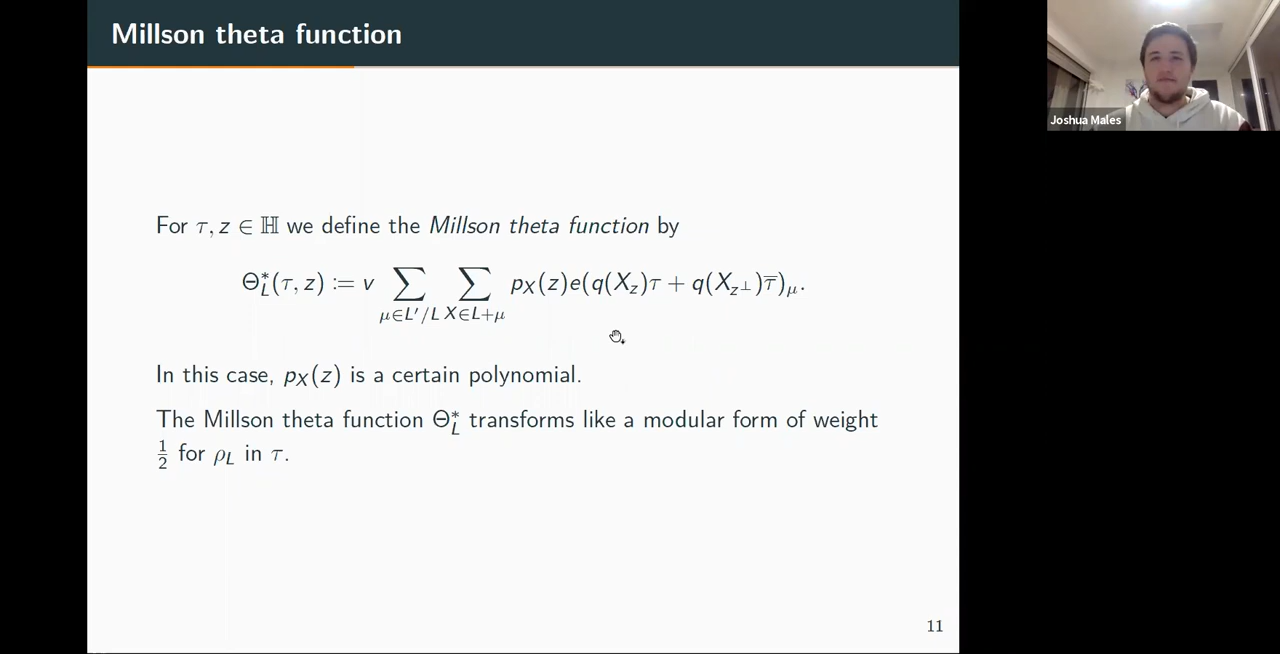 Millson theta function
Joshua Males
For τ, z ∈ ℍ we define the Millson theta function by
Θ*_L(τ, z) := v ∑_{μ∈L′/L} ∑_{X∈L+μ} p_X(z)e(q(X_z)τ + q(X_{z⊥})τ̄)_μ.
In this case, p_X(z) is a certain polynomial.
The Millson theta function Θ*_L transforms like a modular form of weight
1/2 for ρ_L in τ.
11